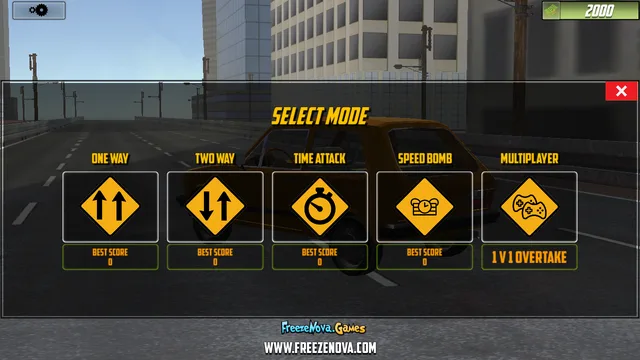 2000
SELECT MODE
ONE WAY
TWO WAY
TIME ATTACK
SPEED BOMB
MULTIPLAYER
BEST SCORE
0
BEST SCORE
0
BEST SCORE
0
BEST SCORE
0
1 V 1 OVERTAKE
FreezeNova.Games
WWW.FREEZENOVA.COM